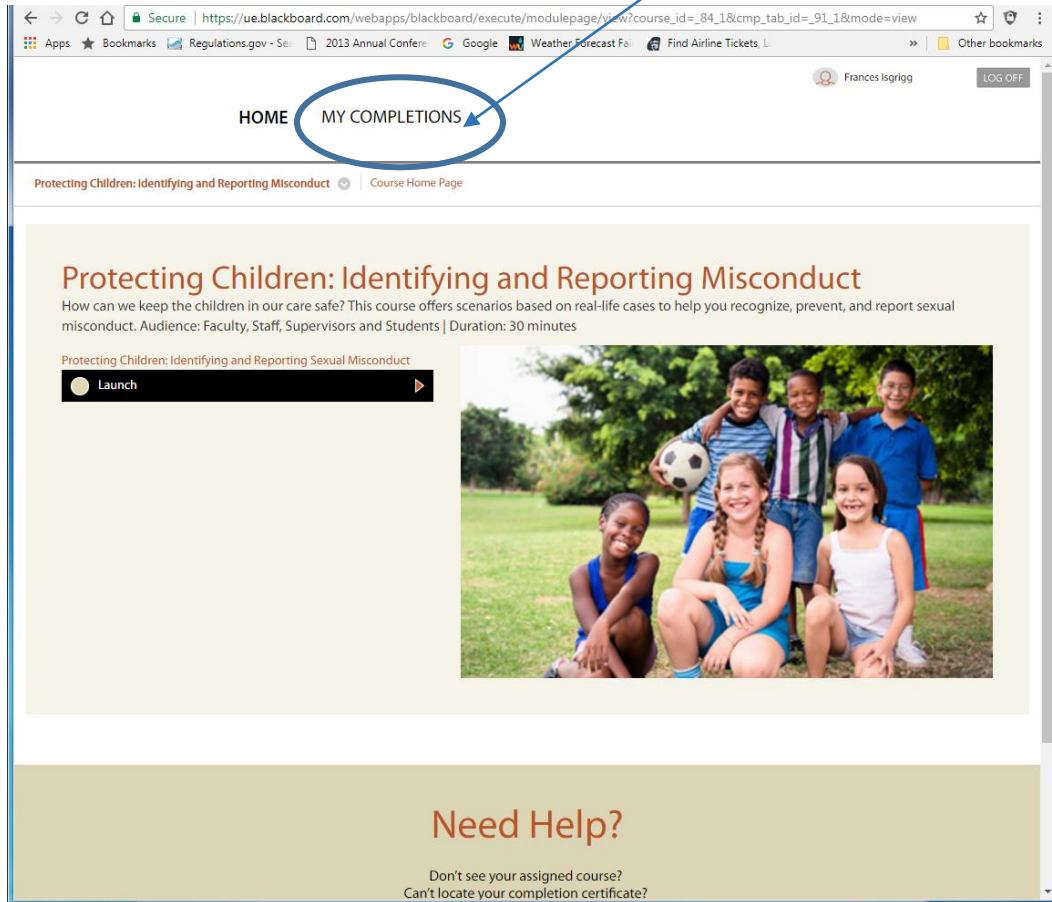 Secure | https://ue.blackboard.com/webapps/blackboard/execute/modulepage/view?course_id=_84_1&cmp_tab_id=_91_1&mode=view
Apps Bookmarks Regulations.gov - Se 2013 Annual Confere Google Weather Forecast Fai Find Airline Tickets, L » Other bookmarks
Frances Isgrigg LOG OFF
HOME MY COMPLETIONS
Protecting Children: Identifying and Reporting Misconduct Course Home Page
Protecting Children: Identifying and Reporting Misconduct
How can we keep the children in our care safe? This course offers scenarios based on real-life cases to help you recognize, prevent, and report sexual
misconduct. Audience: Faculty, Staff, Supervisors and Students | Duration: 30 minutes
Protecting Children: Identifying and Reporting Sexual Misconduct
Launch
Need Help?
Don't see your assigned course?
Can't locate your completion certificate?